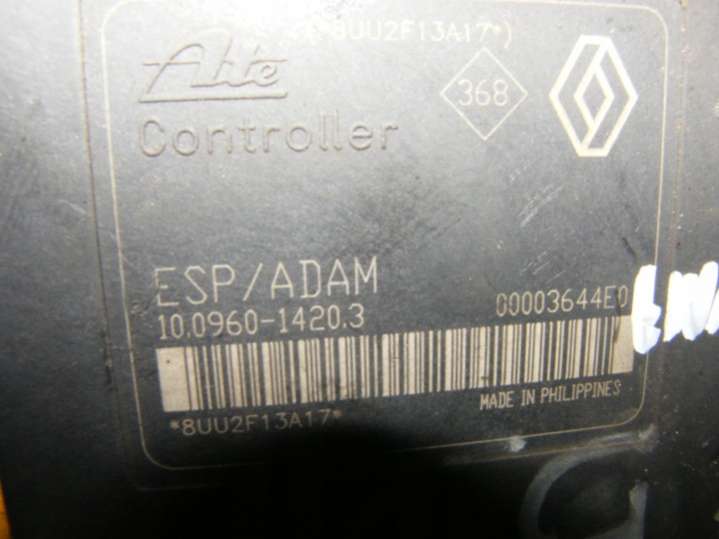 *8UU2F13A17*)
Ate
368
Controller
ESP/ADAM
10.0960-1420.3
00003644E0
MADE IN PHILIPPINES
*8UU2F13A17*